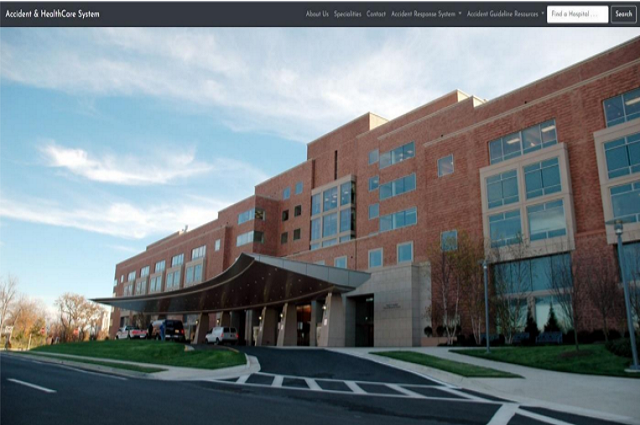 Accident & HealthCare System
About Us Specialities Contact Accident Response System Accident Guideline Resources Find a Hospital . . . Search